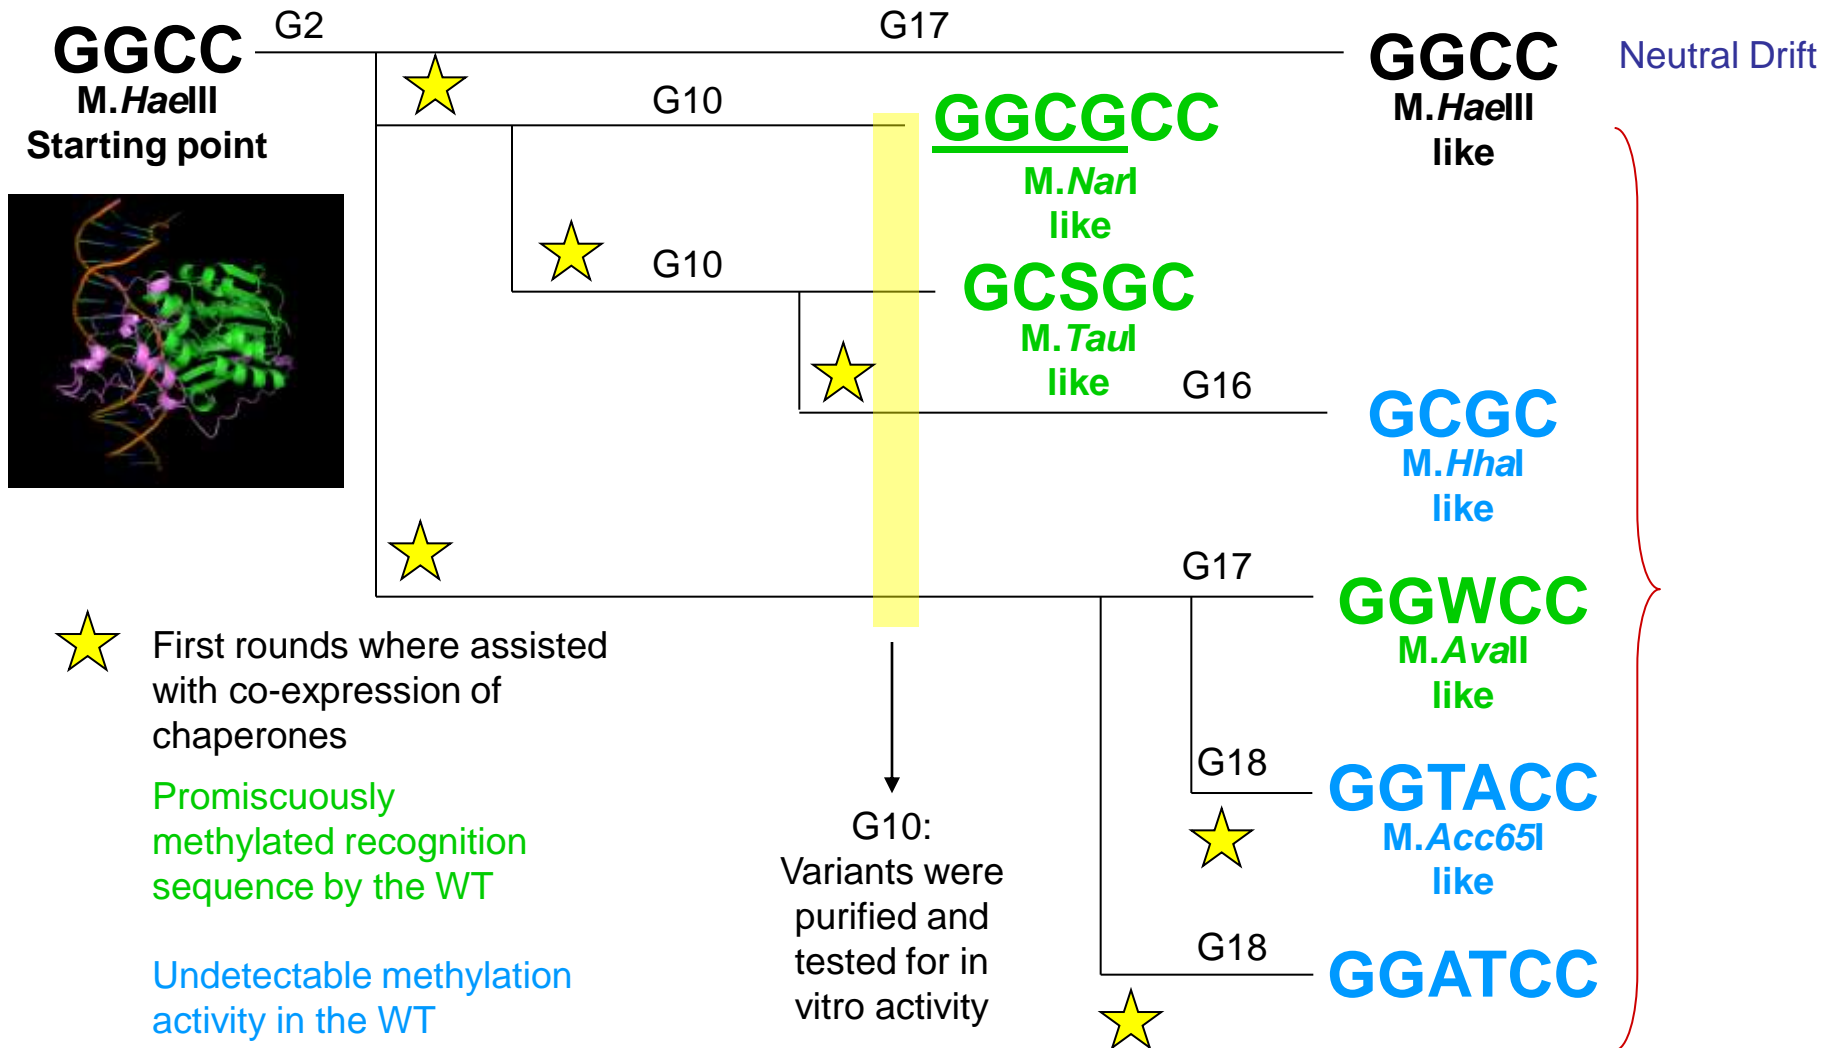 GGCC
M.HaeIII
Starting point
G2
G17
GGCC
M.HaeIII
like
Neutral Drift
G10
GGCGCC
M.NarI
like
G10
GCSGC
M.TauI
like
G16
GCGC
M.HhaI
like
G17
GGWCC
M.AvaII
like
G18
GGTACC
M.Acc65I
like
G18
GGATCC
First rounds where assisted
with co-expression of
chaperones
Promiscuously
methylated recognition
sequence by the WT
Undetectable methylation
activity in the WT
G10:
Variants were
purified and
tested for in
vitro activity